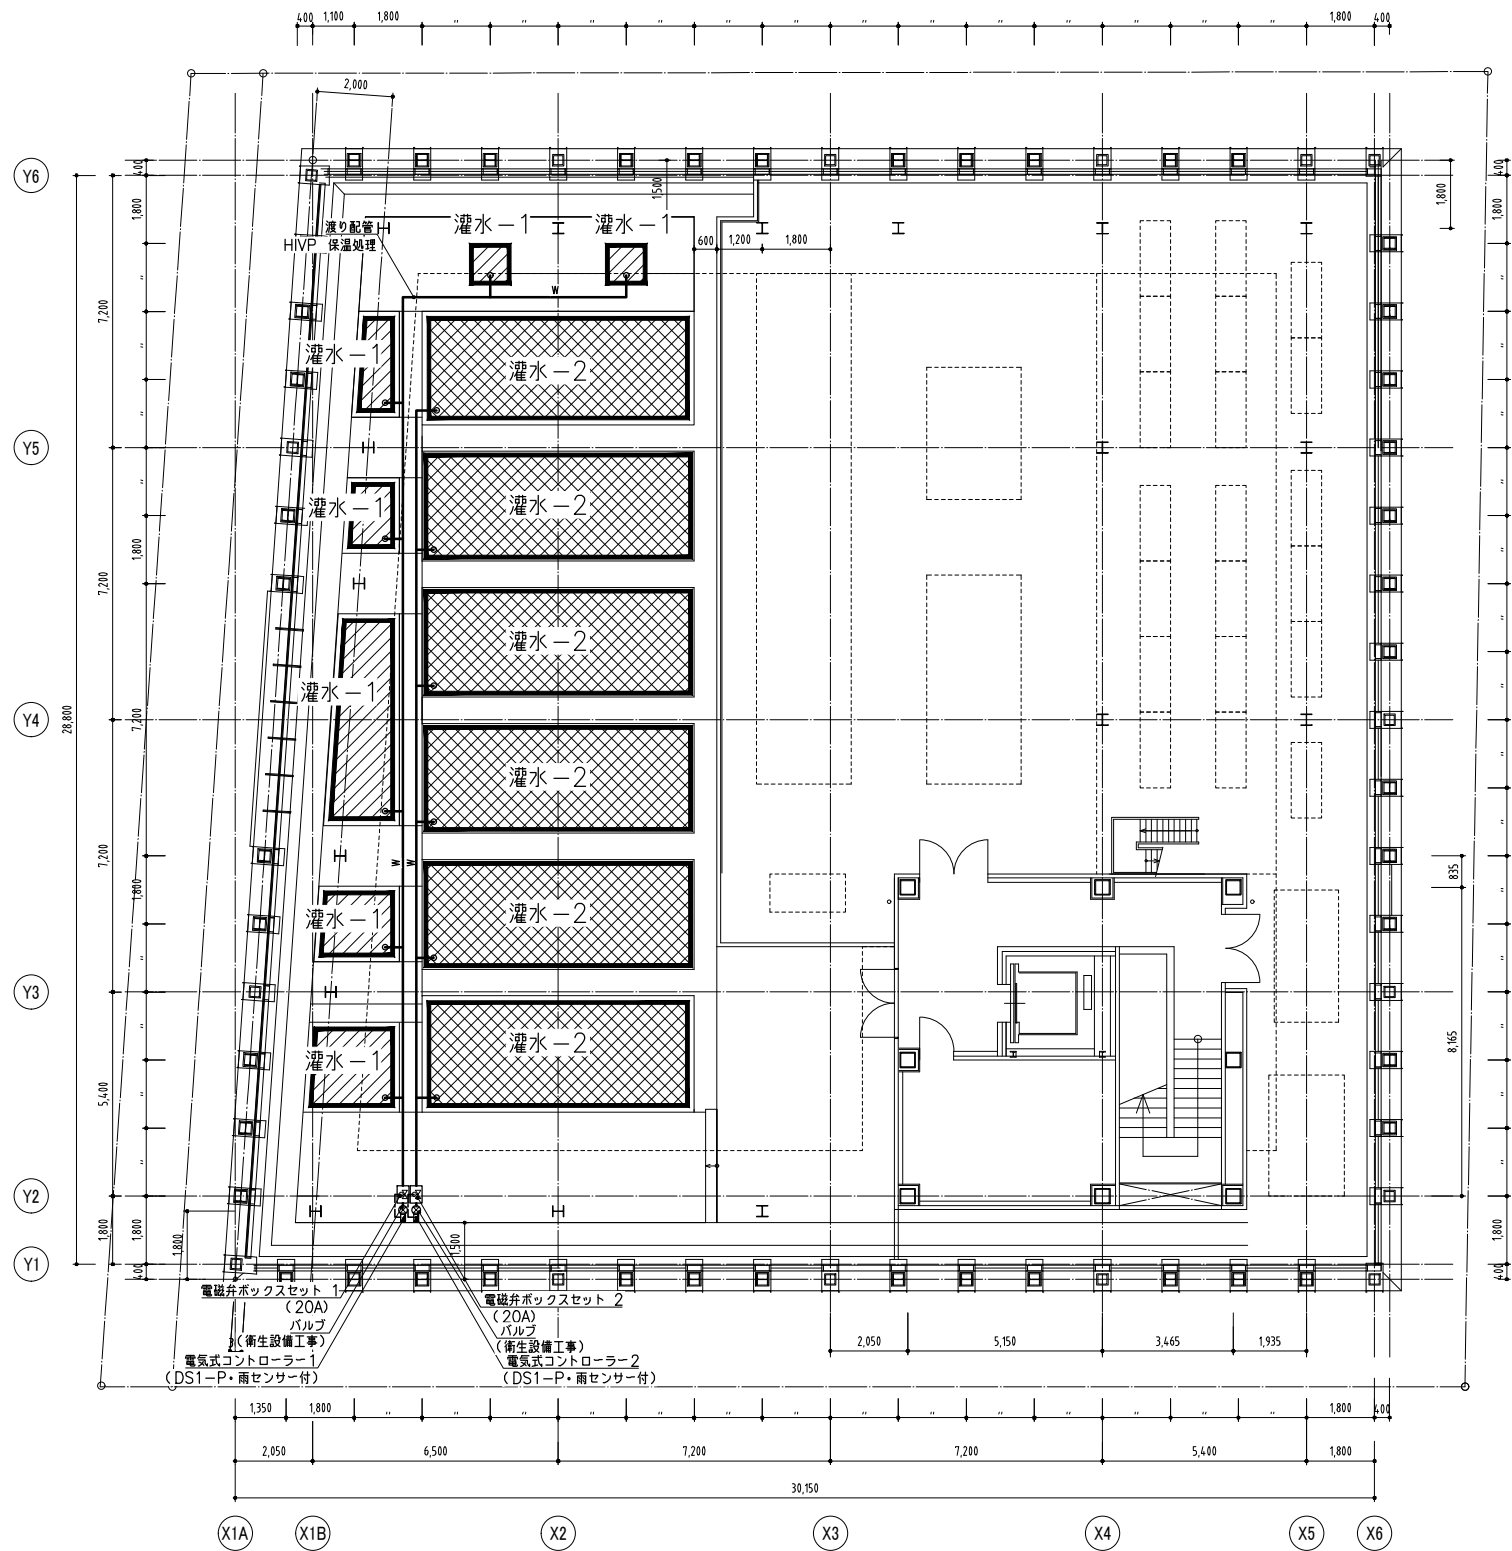 400 1,100 1,800 〃 〃 〃 〃 〃 〃 〃 〃 〃 〃 〃 〃 〃 1,800 400
2,000
Y6
Y5
Y4
Y3
Y2
Y1
400
1,800
〃
7,200
〃
〃
〃
1,800
7,200
28,800
7,200
7,200
1,800
〃
〃
5,400
〃
〃
1,800
1,800
1,800
400
1500
渡り配管
HIVP 保温処理
灌水－1
灌水－1
600 1,200 1,800
W
灌水－1
灌水－2
灌水－1
灌水－2
灌水－2
灌水－1
灌水－2
W W
灌水－1
灌水－2
灌水－1
灌水－2
1,500
400
1,800
1,800
〃
〃
〃
〃
〃
〃
〃
〃
〃
〃
〃
〃
〃
1,800
400
835
8,165
電磁弁ボックスセット 1
(20A)
バルブ
(衛生設備工事)
電気式コントローラー1
(DS1-P・雨センサー付)
電磁弁ボックスセット 2
(20A)
バルブ
(衛生設備工事)
電気式コントローラー2
(DS1-P・雨センサー付)
2,050 5,150 3,465 1,935
1,350 1,800 〃 〃 〃 〃 〃 〃 〃 〃 〃 〃 〃 〃 〃 〃 1,800 400
2,050 6,500 7,200 7,200 5,400 1,800
30,150
X1A X1B X2 X3 X4 X5 X6